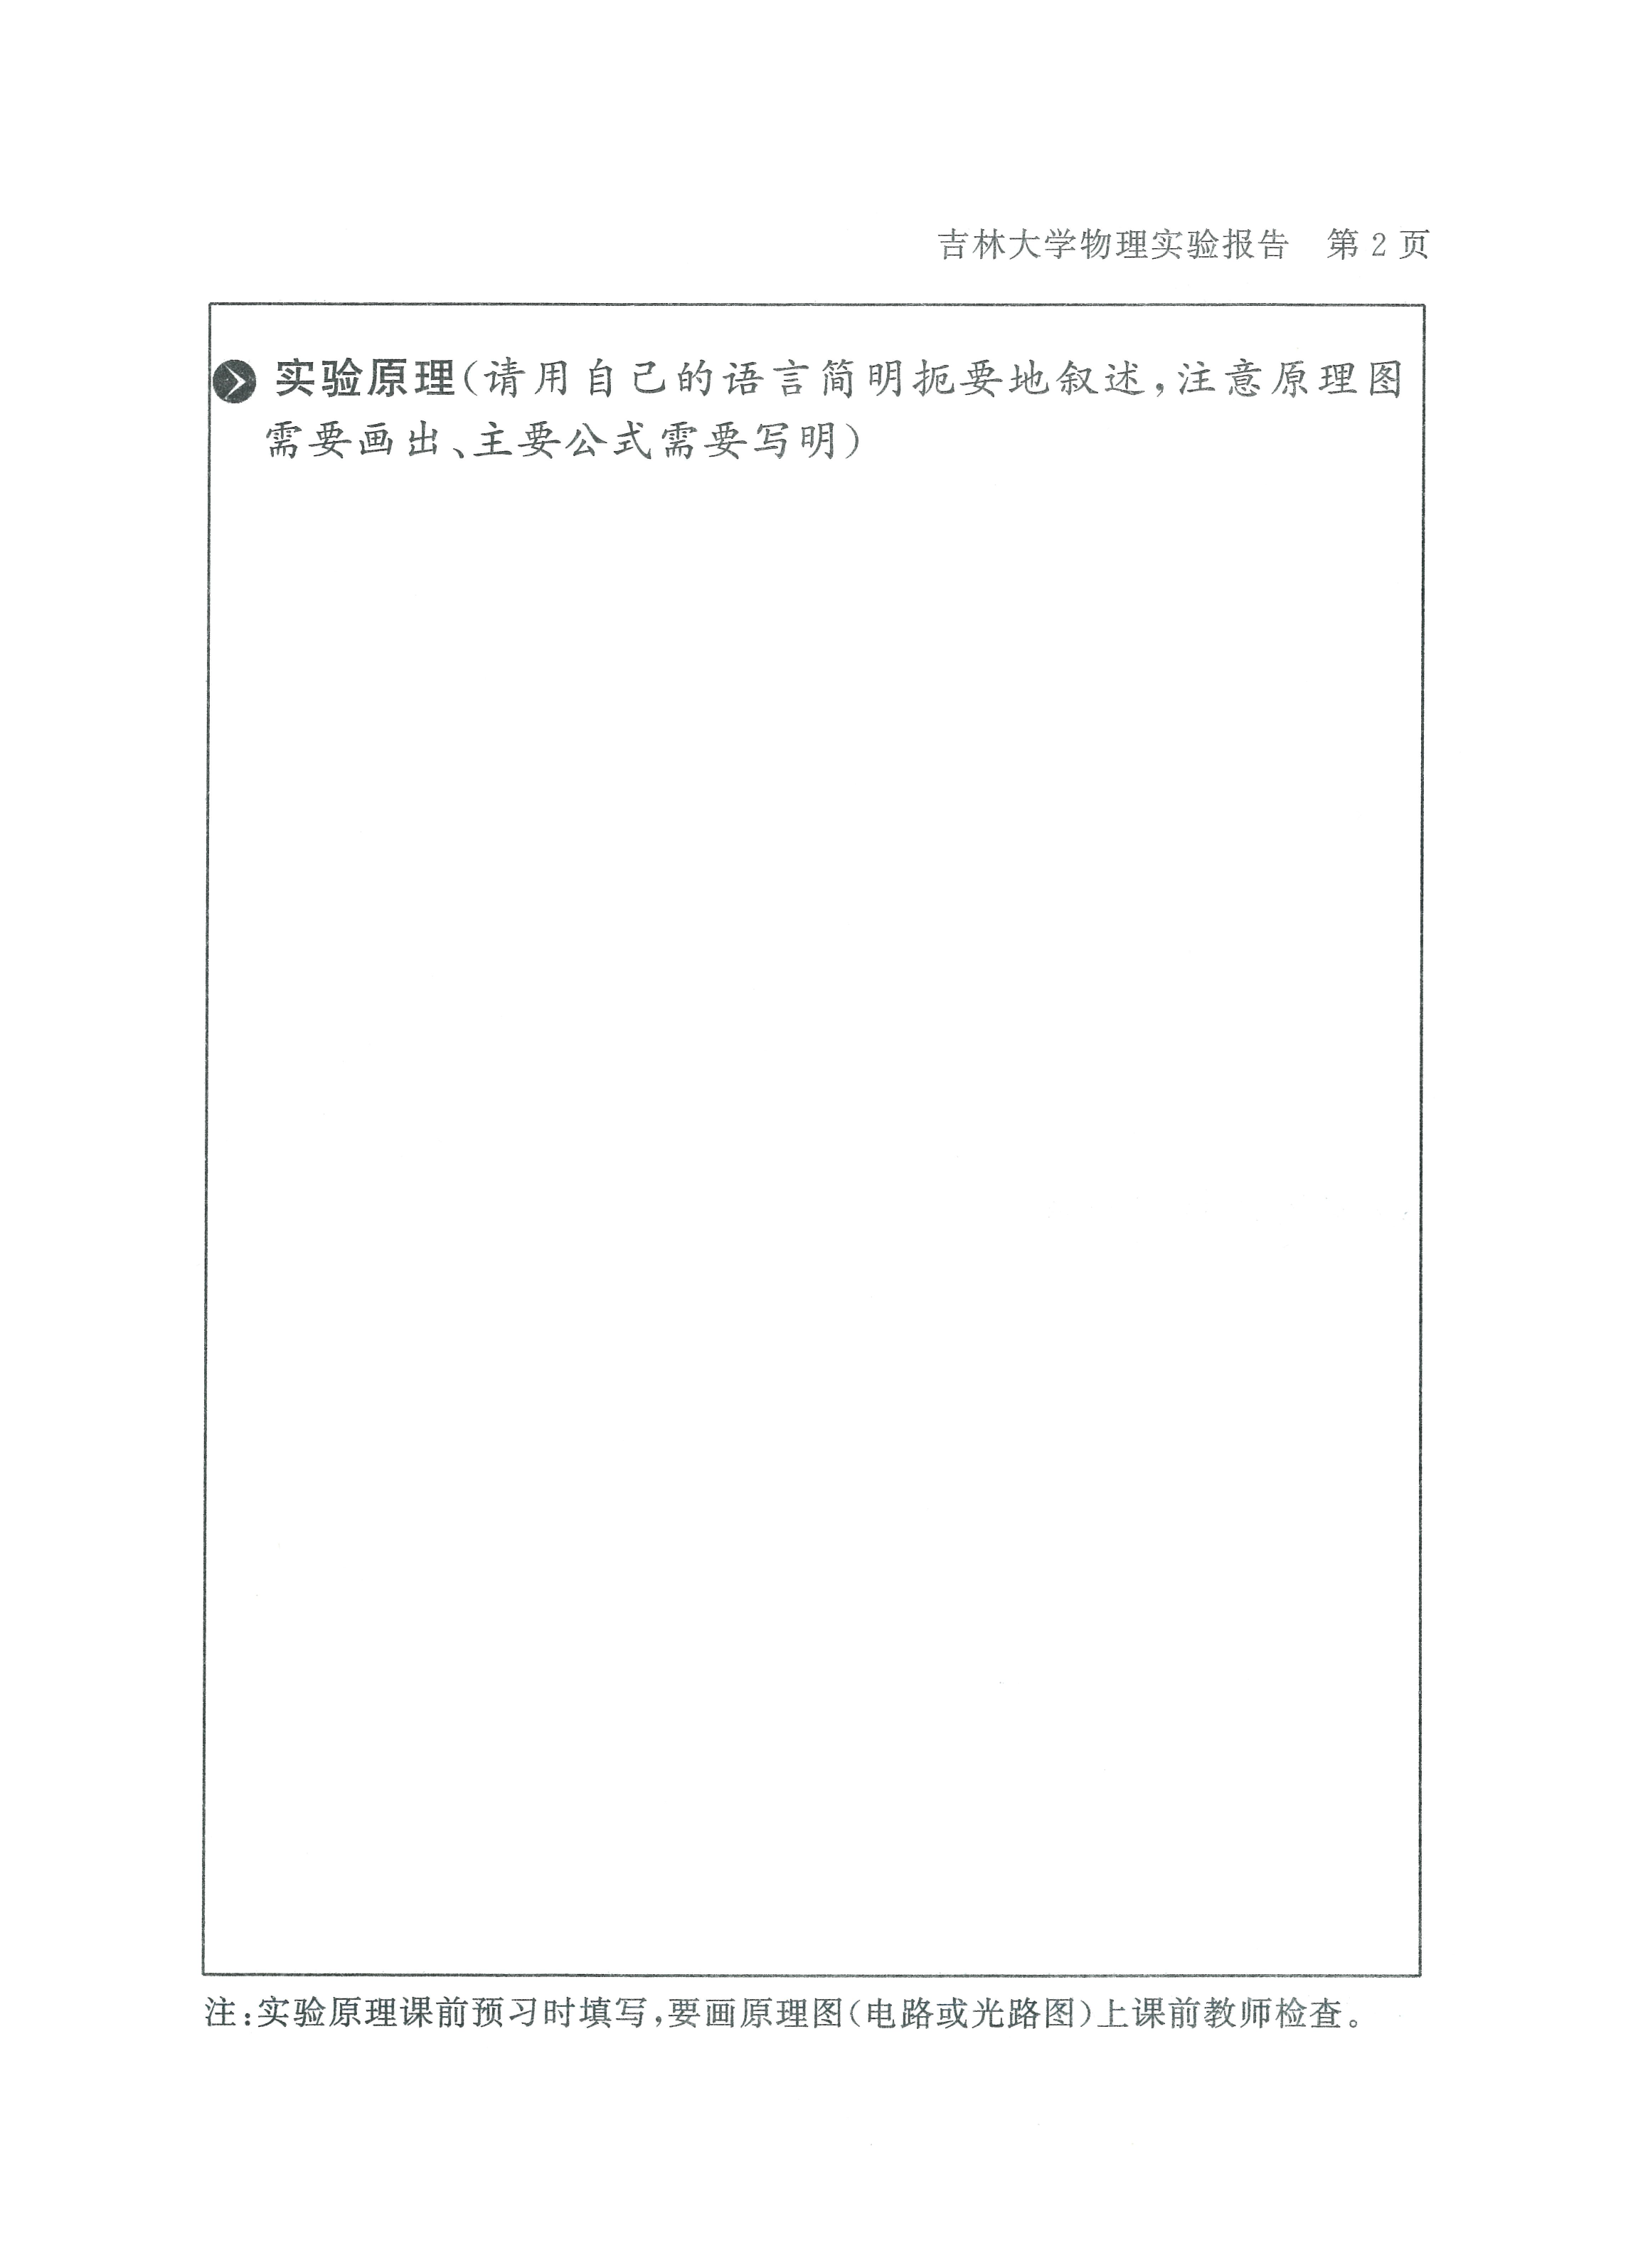 吉林大学物理实验报告 第 2 页
实验原理(请用自己的语言简明扼要地叙述,注意原理图
需要画出、主要公式需要写明)
注:实验原理课前预习时填写,要画原理图(电路或光路图)上课前教师检查。